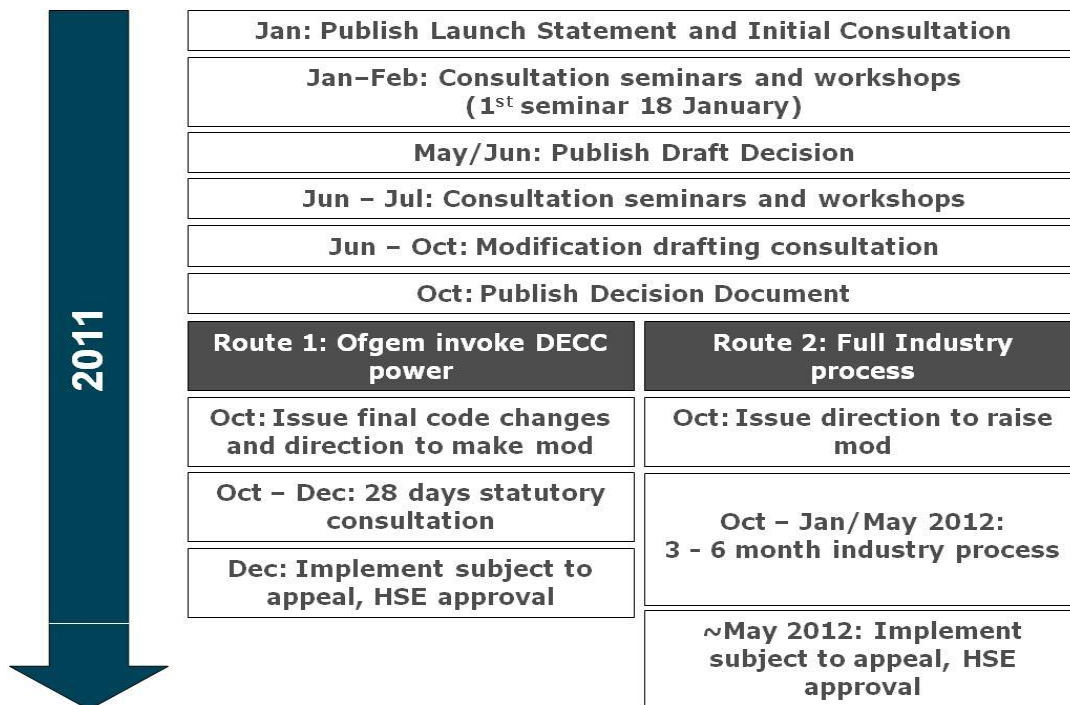 2011
Jan: Publish Launch Statement and Initial Consultation
Jan–Feb: Consultation seminars and workshops
(1st seminar 18 January)
May/Jun: Publish Draft Decision
Jun – Jul: Consultation seminars and workshops
Jun – Oct: Modification drafting consultation
Oct: Publish Decision Document
Route 1: Ofgem invoke DECC
power
Oct: Issue final code changes
and direction to make mod
Oct – Dec: 28 days statutory
consultation
Dec: Implement subject to
appeal, HSE approval
Route 2: Full Industry
process
Oct: Issue direction to raise
mod
Oct – Jan/May 2012:
3 - 6 month industry process
~May 2012: Implement
subject to appeal, HSE
approval